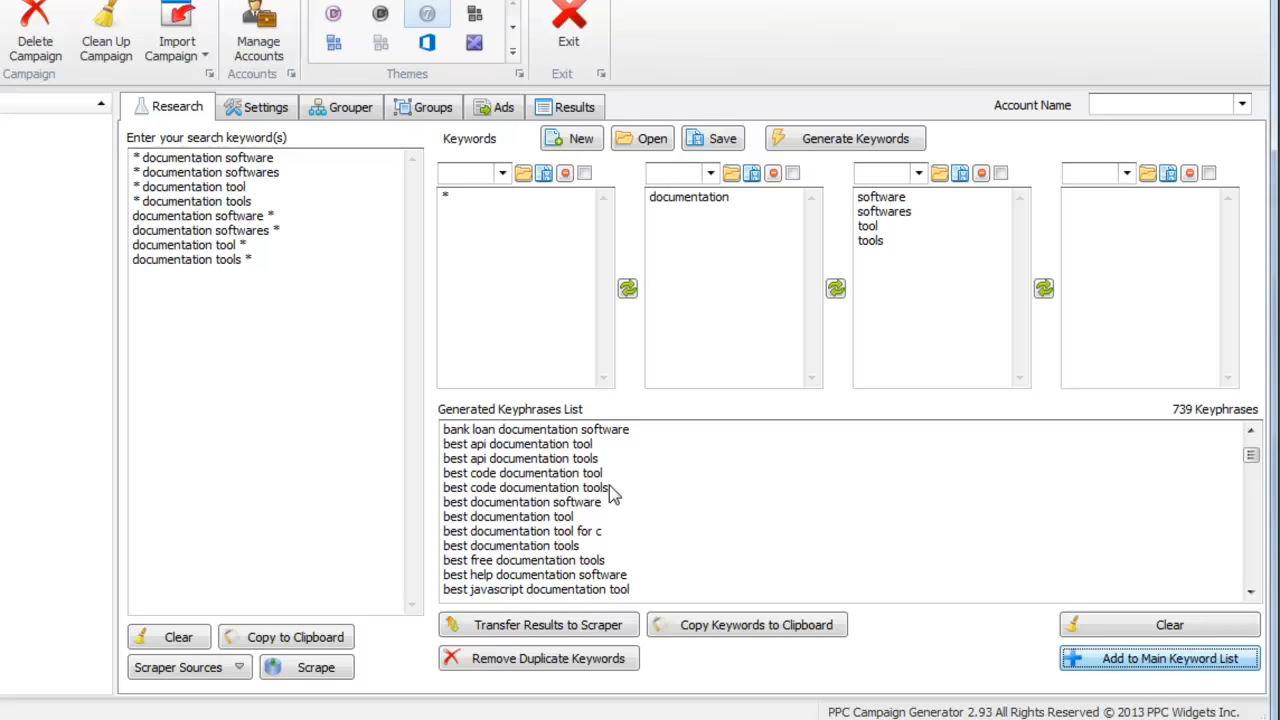 Delete
Campaign
Clean Up
Campaign
Import
Campaign
Manage
Accounts
Exit
Campaign
Accounts
Themes
Exit
Research
Settings
Grouper
Groups
Ads
Results
Account Name
Enter your search keyword(s)
Keywords
New
Open
Save
Generate Keywords
* documentation software
* documentation softwares
* documentation tool
* documentation tools
documentation software *
documentation softwares *
documentation tool *
documentation tools *
*
documentation
software
softwares
tool
tools
Generated Keyphrases List
739 Keyphrases
bank loan documentation software
best api documentation tool
best api documentation tools
best code documentation tool
best code documentation tools
best documentation software
best documentation tool
best documentation tool for c
best documentation tools
best free documentation tools
best help documentation software
best javascript documentation tool
Clear
Copy to Clipboard
Scraper Sources
Scrape
Transfer Results to Scraper
Copy Keywords to Clipboard
Clear
Remove Duplicate Keywords
Add to Main Keyword List
PPC Campaign Generator 2.93 All Rights Reserved © 2013 PPC Widgets Inc.